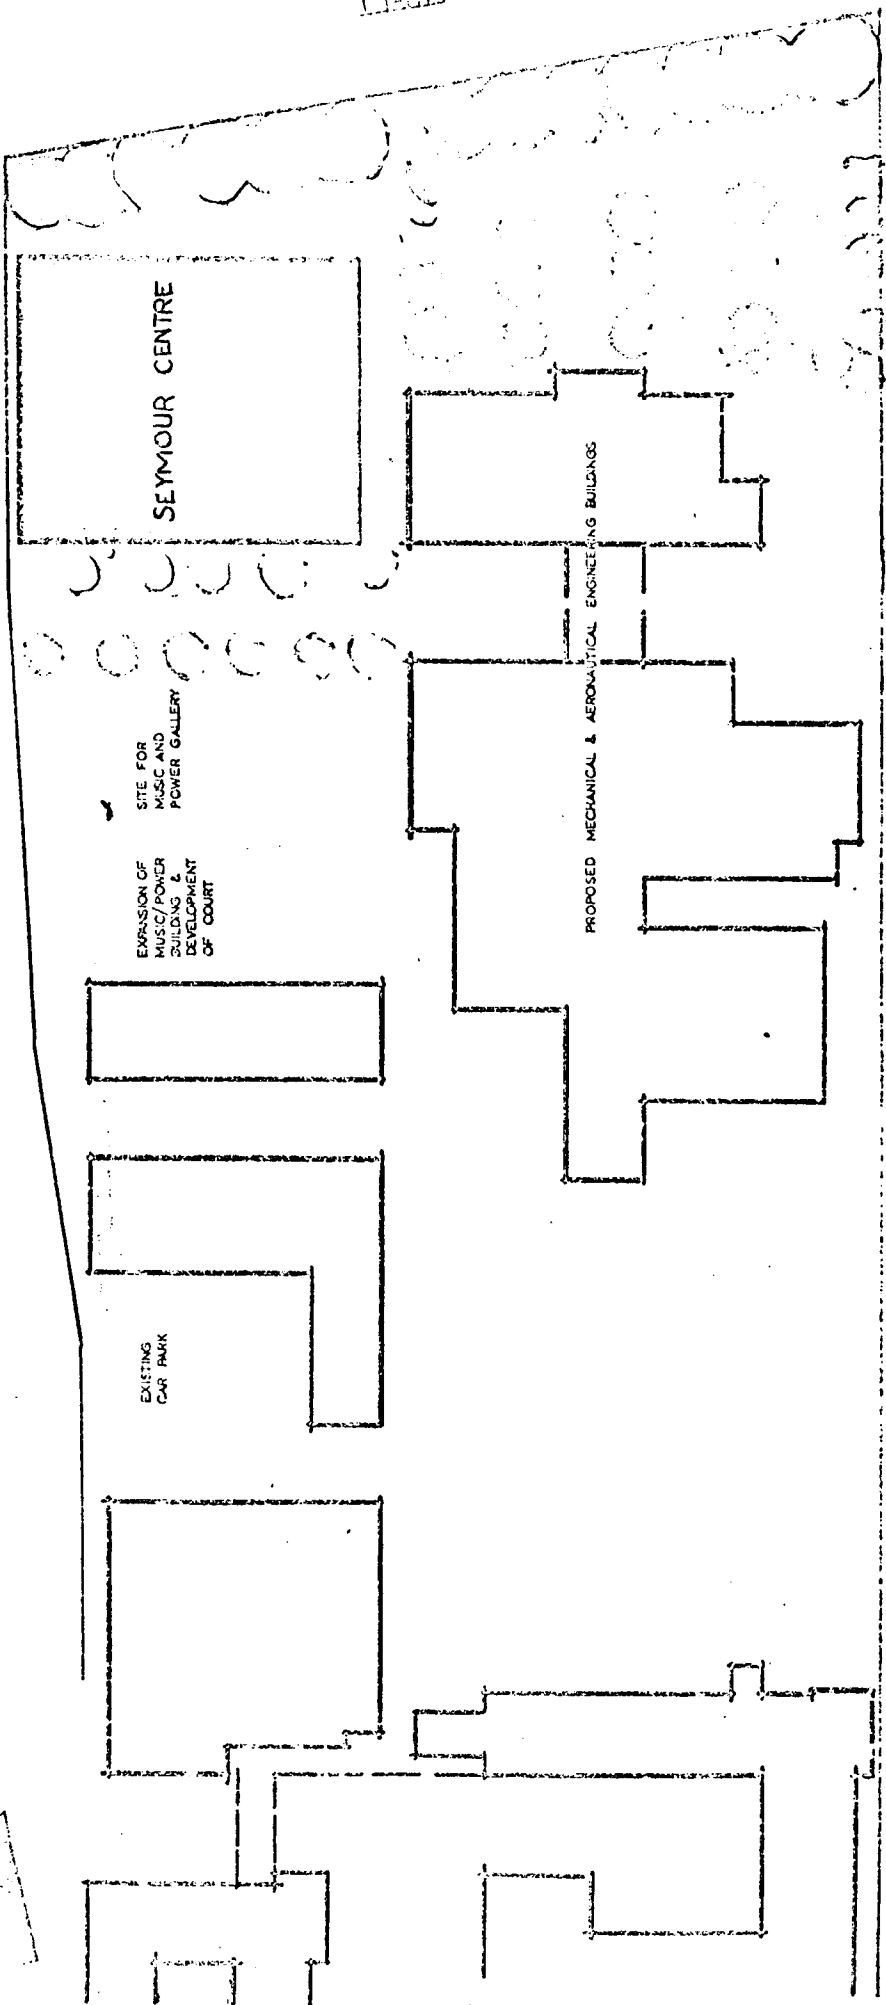 SEYMOUR CENTRE
SITE FOR
MUSIC AND
POWER GALLERY
EXPANSION OF
MUSIC/POWER
BUILDING &
DEVELOPMENT
OF COURT
PROPOSED MECHANICAL & AERONAUTICAL ENGINEERING BUILDINGS
EXISTING
CAR PARK